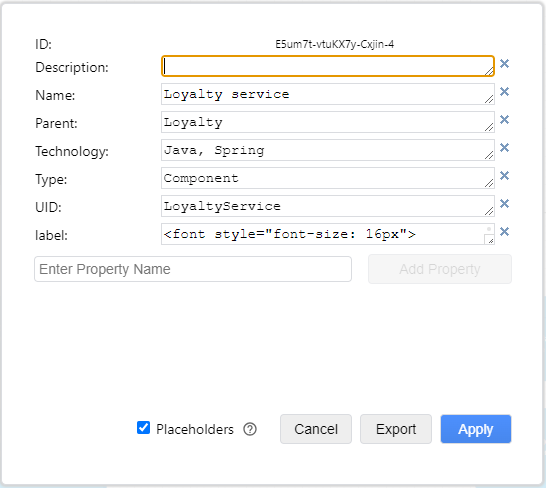 ID: E5um7t-vtuKX7y-Cxjin-4
Description:
Name: Loyalty service
Parent: Loyalty
Technology: Java, Spring
Type: Component
UID: LoyaltyService
label: <font style="font-size: 16px">
Enter Property Name Add Property
Placeholders ? Cancel Export Apply